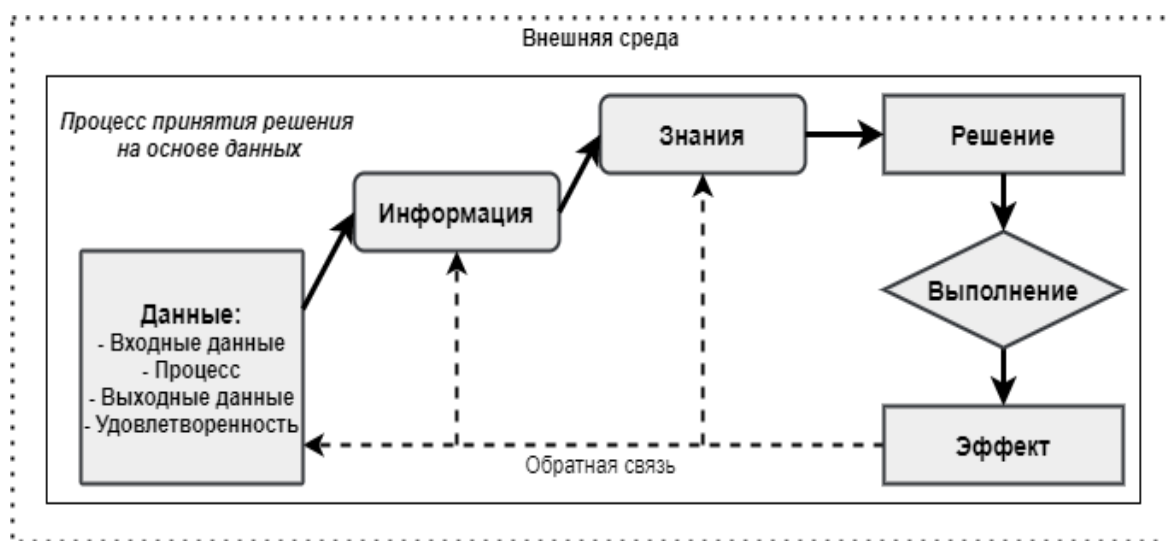 Внешняя среда
Процесс принятия решения
на основе данных
Знания
Решение
Информация
Данные:
- Входные данные
- Процесс
- Выходные данные
- Удовлетворенность
Выполнение
Эффект
Обратная связь